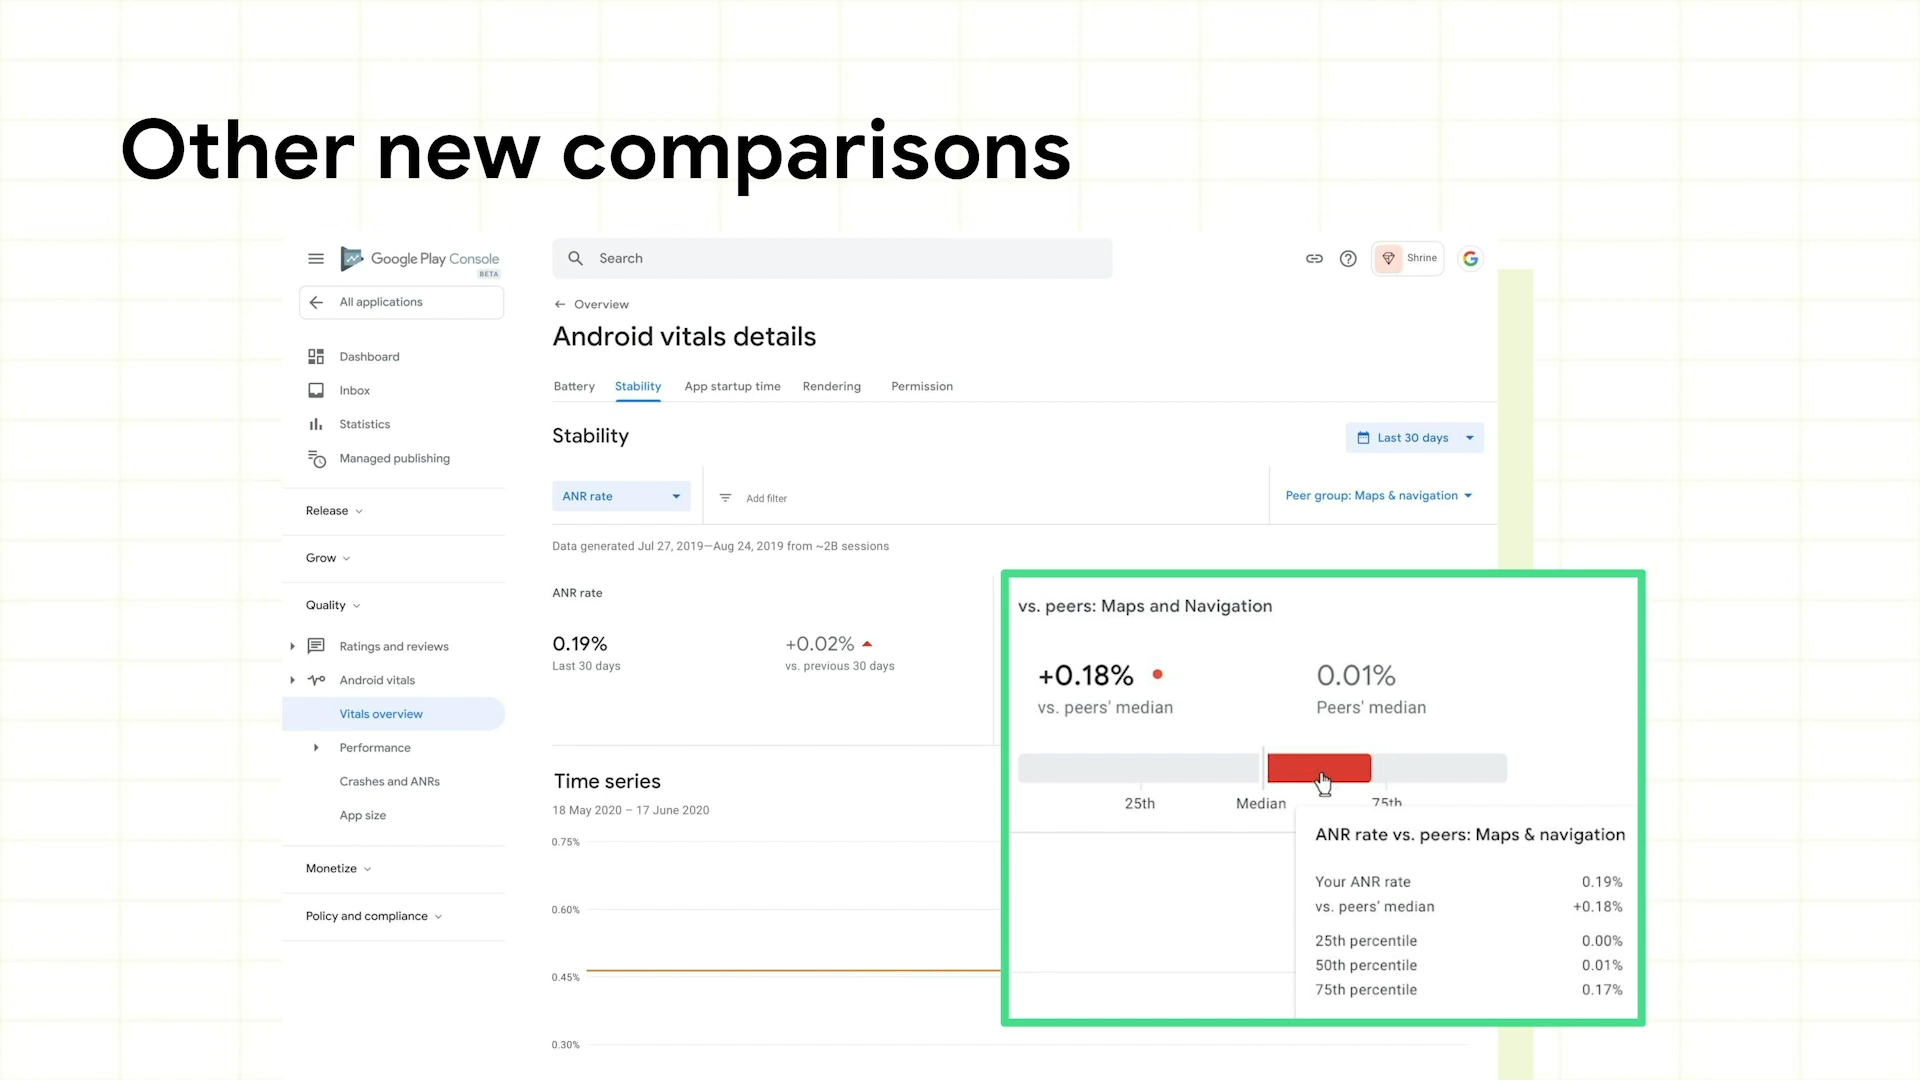 Other new comparisons
Google Play Console
BETA
Search
Shrine
All applications
Overview
Android vitals details
Dashboard
Inbox
Statistics
Managed publishing
Release
Grow
Quality
Ratings and reviews
Android vitals
Vitals overview
Performance
Crashes and ANRs
App size
Monetize
Policy and compliance
Battery Stability App startup time Rendering Permission
Stability
Last 30 days
ANR rate
Add filter
Peer group: Maps & navigation
Data generated Jul 27, 2019—Aug 24, 2019 from ~2B sessions
ANR rate
0.19% +0.02%
Last 30 days vs. previous 30 days
Time series
18 May 2020 – 17 June 2020
0.75%
0.60%
0.45%
0.30%
vs. peers: Maps and Navigation
+0.18% 0.01%
vs. peers' median Peers' median
25th Median 75th
ANR rate vs. peers: Maps & navigation
Your ANR rate 0.19%
vs. peers' median +0.18%
25th percentile 0.00%
50th percentile 0.01%
75th percentile 0.17%